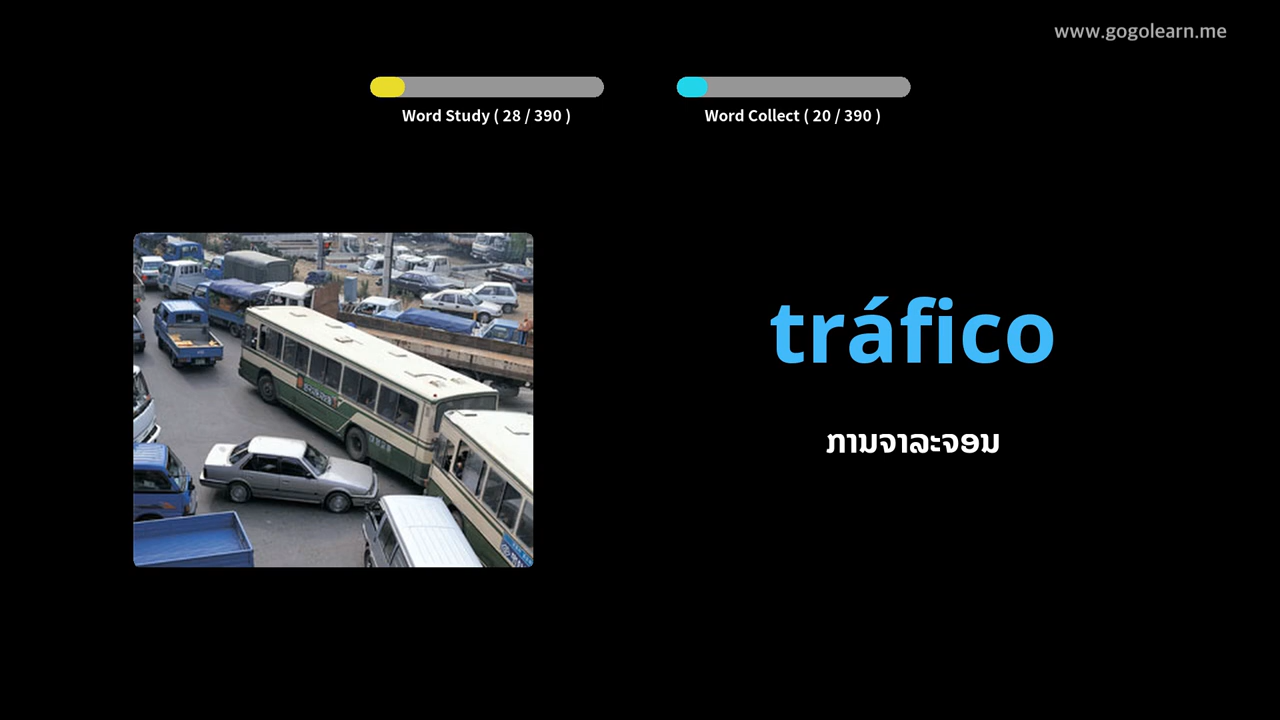 www.gogolearn.me
Word Study ( 28 / 390 )
Word Collect ( 20 / 390 )
tráfico
ການຈາລະຈອນ